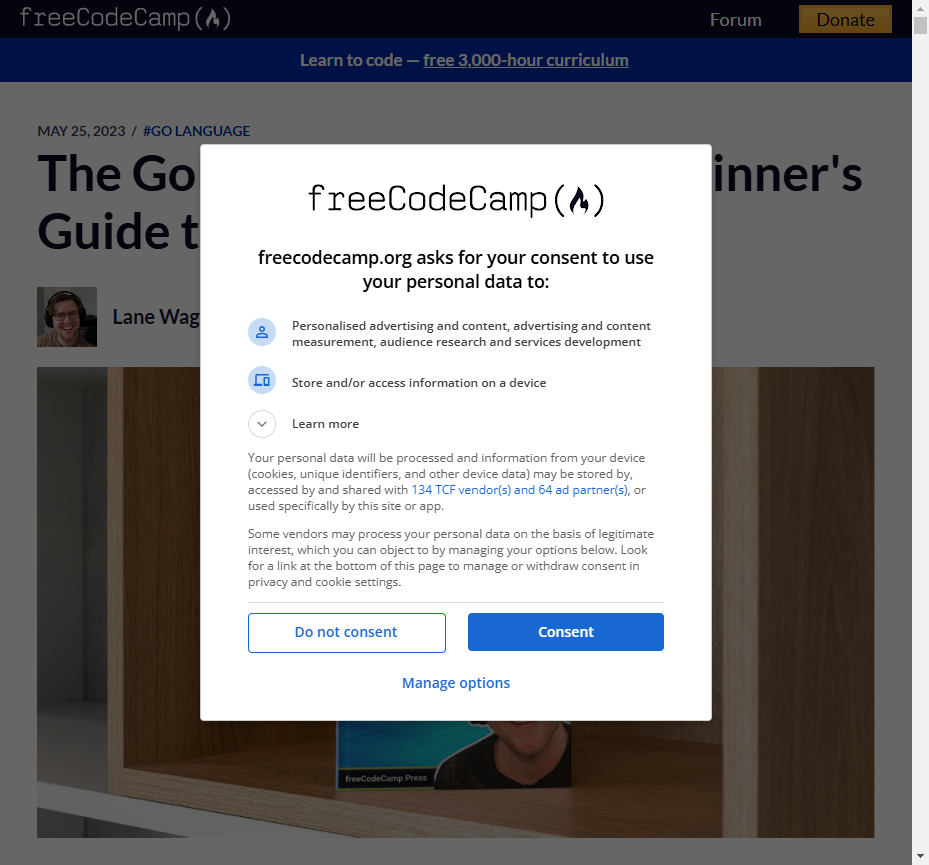 freeCodeCamp
Forum
Donate
Learn to code — free 3,000-hour curriculum
MAY 25, 2023 / #GO LANGUAGE
The Go inner's
Guide t
Lane Wag
freeCodeCamp
freecodecamp.org asks for your consent to use
your personal data to:
Personalised advertising and content, advertising and content
measurement, audience research and services development
Store and/or access information on a device
Learn more
Your personal data will be processed and information from your device
(cookies, unique identifiers, and other device data) may be stored by,
accessed by and shared with 134 TCF vendor(s) and 64 ad partner(s), or
used specifically by this site or app.
Some vendors may process your personal data on the basis of legitimate
interest, which you can object to by managing your options below. Look
for a link at the bottom of this page to manage or withdraw consent in
privacy and cookie settings.
Do not consent
Consent
Manage options
freeCodeCamp Press